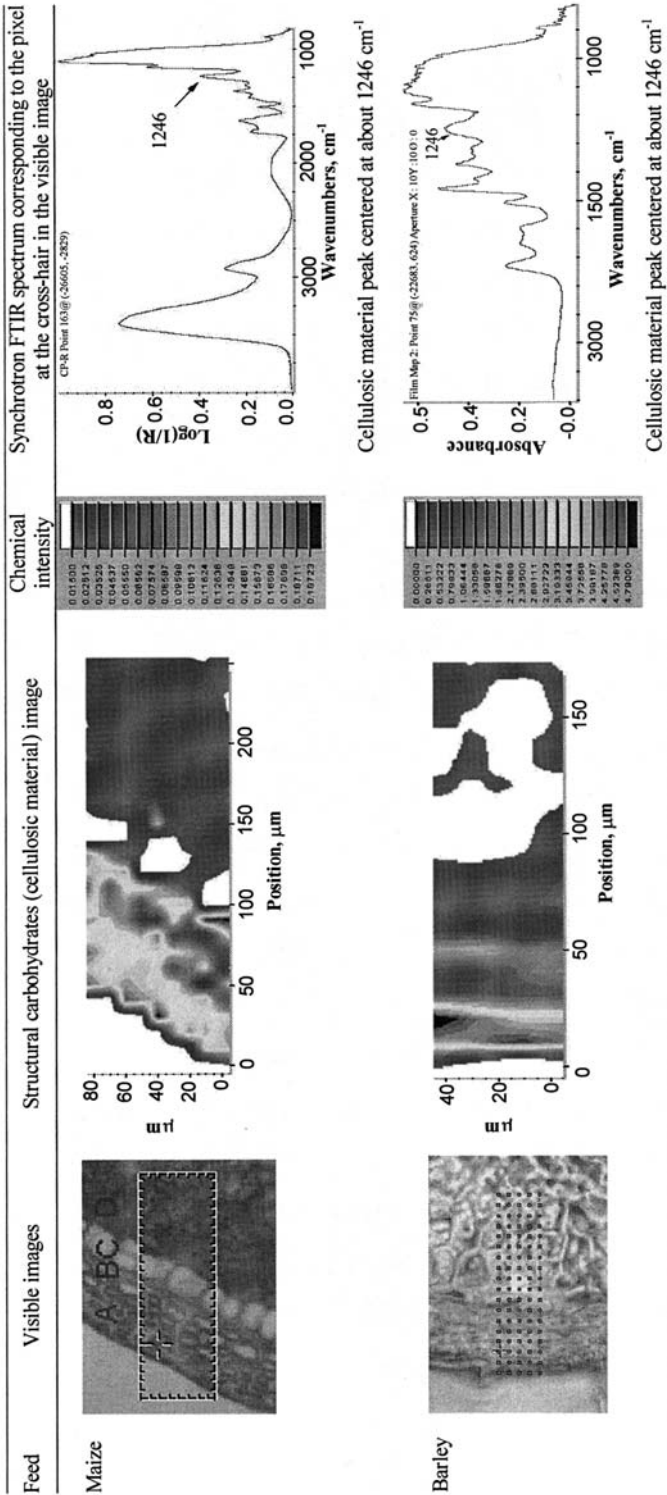 Feed
Visible images
Structural carbohydrates (cellulosic material) image
Chemical
intensity
Synchrotron FTIR spectrum corresponding to the pixel
at the cross-hair in the visible image
Maize
A BC D
80
60
40
20
0
μm
0 50 100 150 200
Position, μm
0.01500
0.02512
0.03525
0.04537
0.05550
0.06562
0.07574
0.08587
0.09599
0.10612
0.11624
0.12636
0.13649
0.14661
0.15673
0.16686
0.17698
0.18711
0.19723
CP-R Point 163@ (-26605, -2829)
0.8
0.6
0.4
0.2
0.0
Log(1/R)
1246
3000 2000 1000
Wavenumbers, cm-1
Cellulosic material peak centered at about 1246 cm-1
Barley
40
20
0
μm
0 50 100 150
Position, μm
0.00000
0.26611
0.53222
0.79833
1.06444
1.33056
1.59667
1.86278
2.12889
2.39500
2.66111
2.92722
3.19333
3.45944
3.72556
3.99167
4.25778
4.52389
4.79000
Film Map 2: Point 75@ (-22683, 624) Aperture X : 10Y :10 O : 0
0.5
0.2
-0.0
Absorbance
1246
3000 1500 1000
Wavenumbers, cm-1
Cellulosic material peak centered at about 1246 cm-1